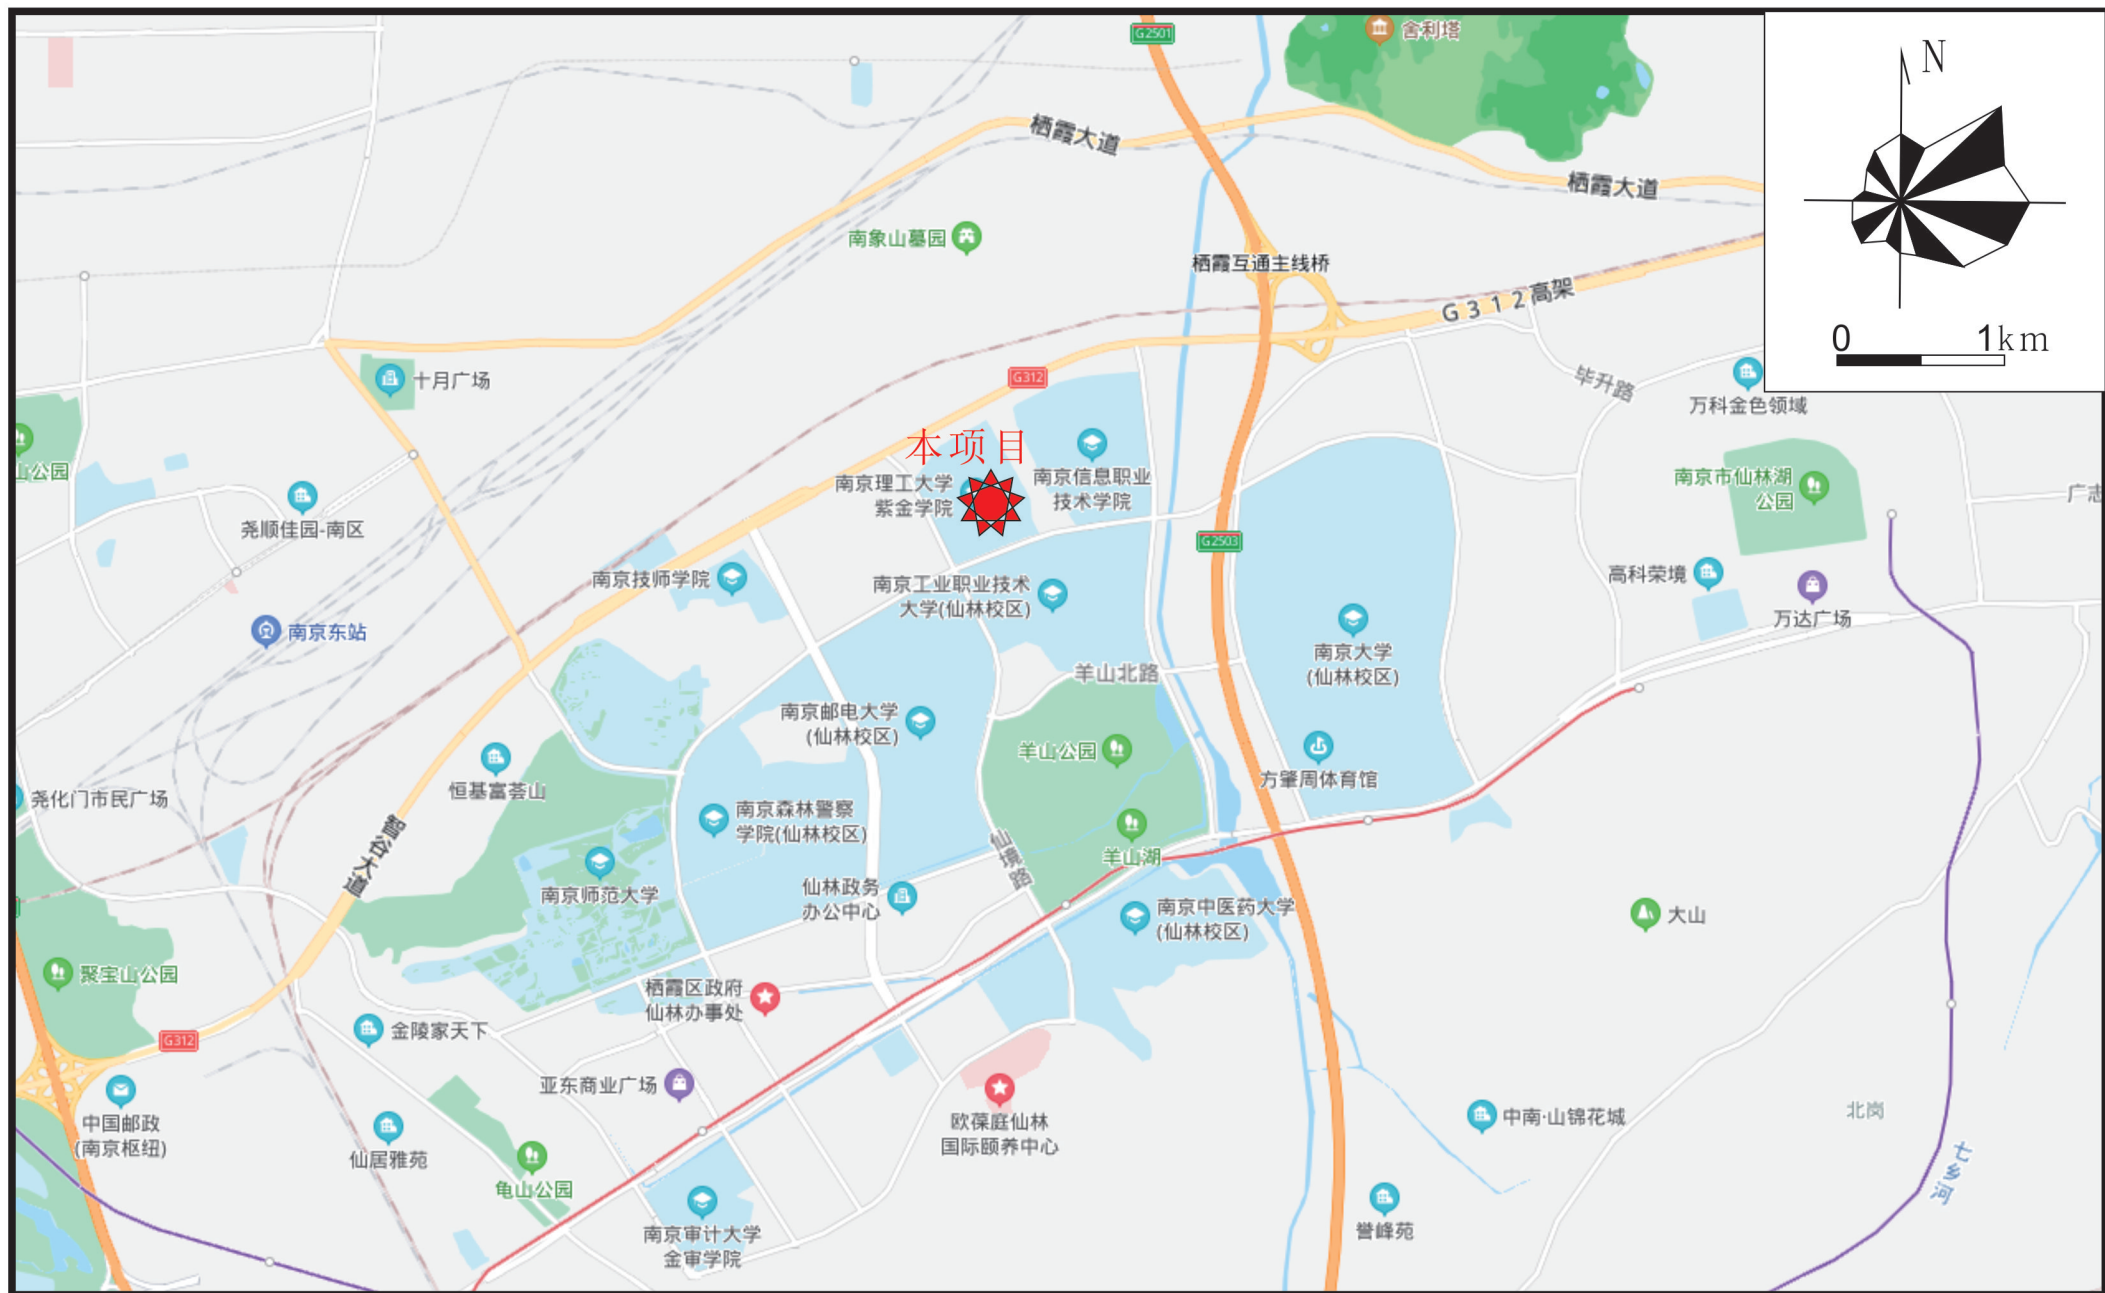 G2501
舍利塔
N
栖霞大道
栖霞大道
南象山墓园
栖霞互通主线桥
G312高架
0
1km
十月广场
G312
毕升路
万科金色领域
本项目
山公园
南京理工大学
紫金学院
南京信息职业
技术学院
南京市仙林湖
公园
广志
尧顺佳园-南区
G2503
南京技师学院
南京工业职业技术
大学(仙林校区)
高科荣境
万达广场
南京东站
南京大学
(仙林校区)
羊山北路
南京邮电大学
(仙林校区)
羊山公园
恒基富荟山
方肇周体育馆
尧化门市民广场
南京森林警察
学院(仙林校区)
智谷大道
仙境路
羊山湖
南京师范大学
仙林政务
办公中心
南京中医药大学
(仙林校区)
大山
聚宝山公园
栖霞区政府
仙林办事处
金陵家天下
G312
亚东商业广场
中国邮政
(南京枢纽)
欧葆庭仙林
国际颐养中心
中南·山锦花城
北岗
仙居雅苑
七乡河
龟山公园
南京审计大学
金审学院
誉峰苑